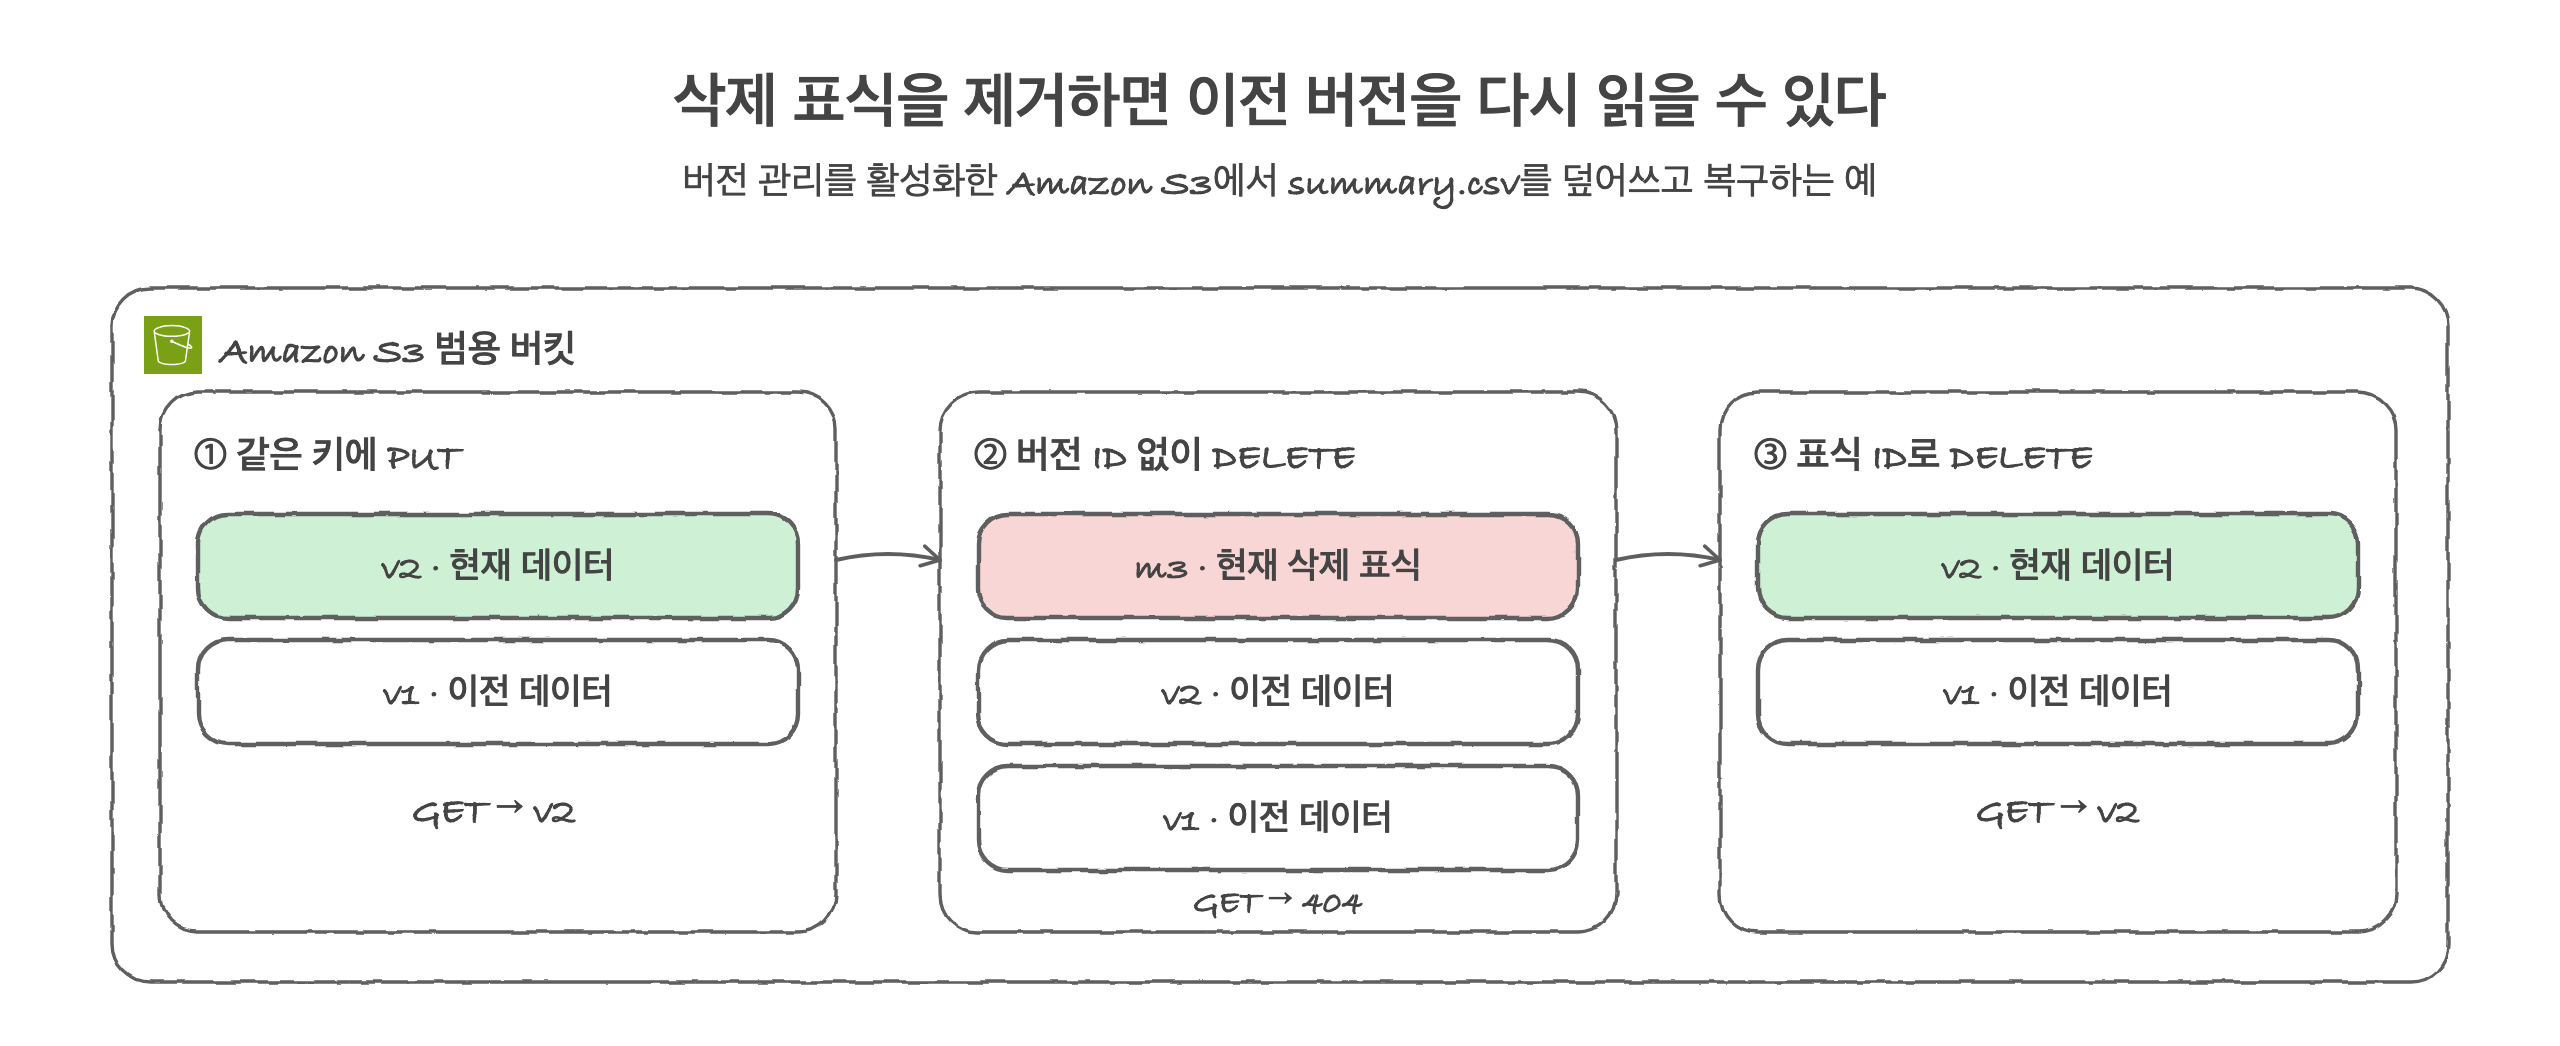 삭제 표식을 제거하면 이전 버전을 다시 읽을 수 있다
버전 관리를 활성화한 Amazon S3에서 summary.csv를 덮어쓰고 복구하는 예
Amazon S3 범용 버킷
① 같은 키에 PUT
v2 · 현재 데이터
v1 · 이전 데이터
GET → v2
② 버전 ID 없이 DELETE
m3 · 현재 삭제 표식
v2 · 이전 데이터
v1 · 이전 데이터
GET → 404
③ 표식 ID로 DELETE
v2 · 현재 데이터
v1 · 이전 데이터
GET → v2